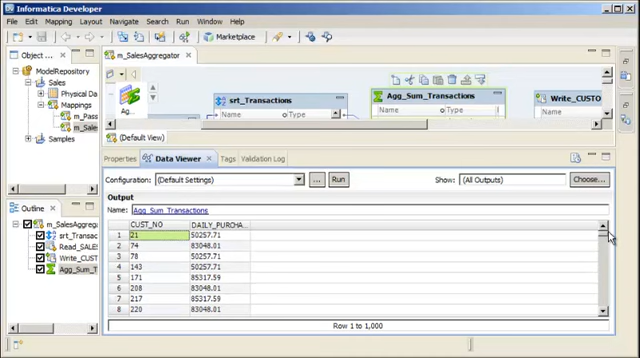 Informatica Developer
File Mapping Layout Navigate Search Run Window Help
Marketplace
Object ...
m_SalesAggregator
ModelRepository
Sales
Physical Da
Mappings
m_Pass
m_Sale
Samples
Ag...
srt_Transactions
Name Type
Agg_Sum_Transactions
Name Type
Write_CUSTO
Name
(Default View)
Properties Data Viewer Tags Validation Log
Configuration: (Default Settings) ... Run Show: (All Outputs) Choose...
Output
Name: Agg_Sum_Transactions
CUST_NO DAILY_PURCHA...
1 21 50257.71
2 74 83048.01
3 78 50257.71
4 143 50257.71
5 171 85317.59
6 208 83048.01
7 217 85317.59
8 220 83048.01
Row 1 to 1,000
Outline
m_SalesAggrega
srt_Transac
Read_SALES
Write_CUST
Agg_Sum_T